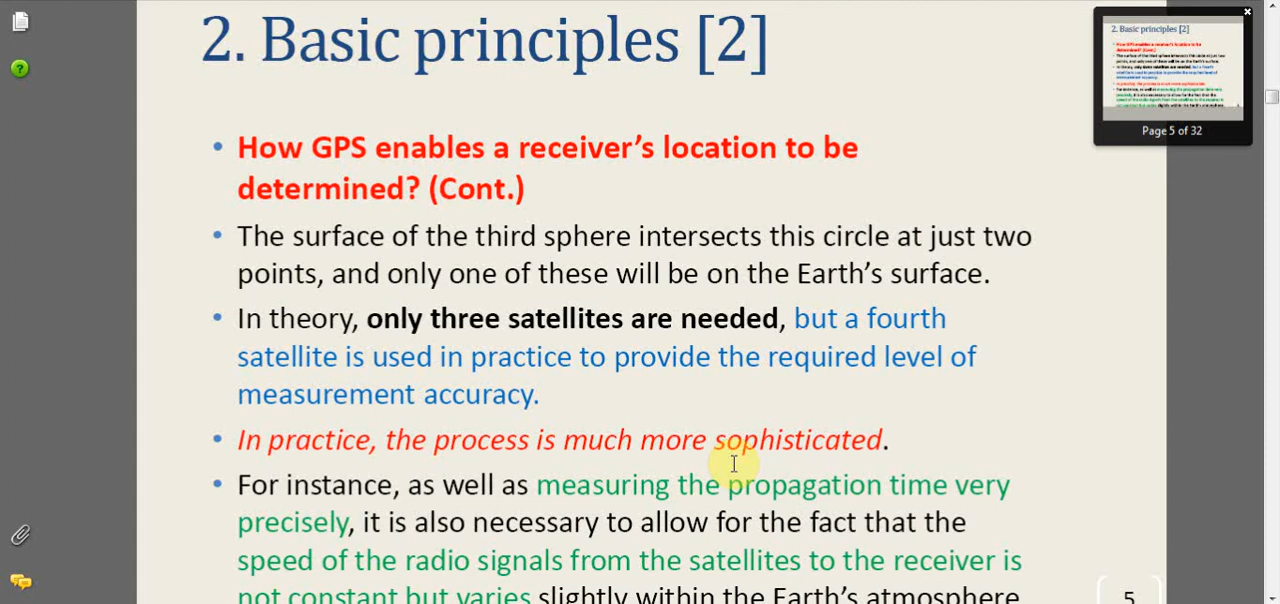 2. Basic principles [2]
• How GPS enables a receiver's location to be
determined? (Cont.)
• The surface of the third sphere intersects this circle at just two
points, and only one of these will be on the Earth's surface.
• In theory, only three satellites are needed, but a fourth
satellite is used in practice to provide the required level of
measurement accuracy.
• In practice, the process is much more sophisticated.
• For instance, as well as measuring the propagation time very
precisely, it is also necessary to allow for the fact that the
speed of the radio signals from the satellites to the receiver is
not constant but varies slightly within the Earth's atmosphere
5
2. Basic principles [2]
Page 5 of 32